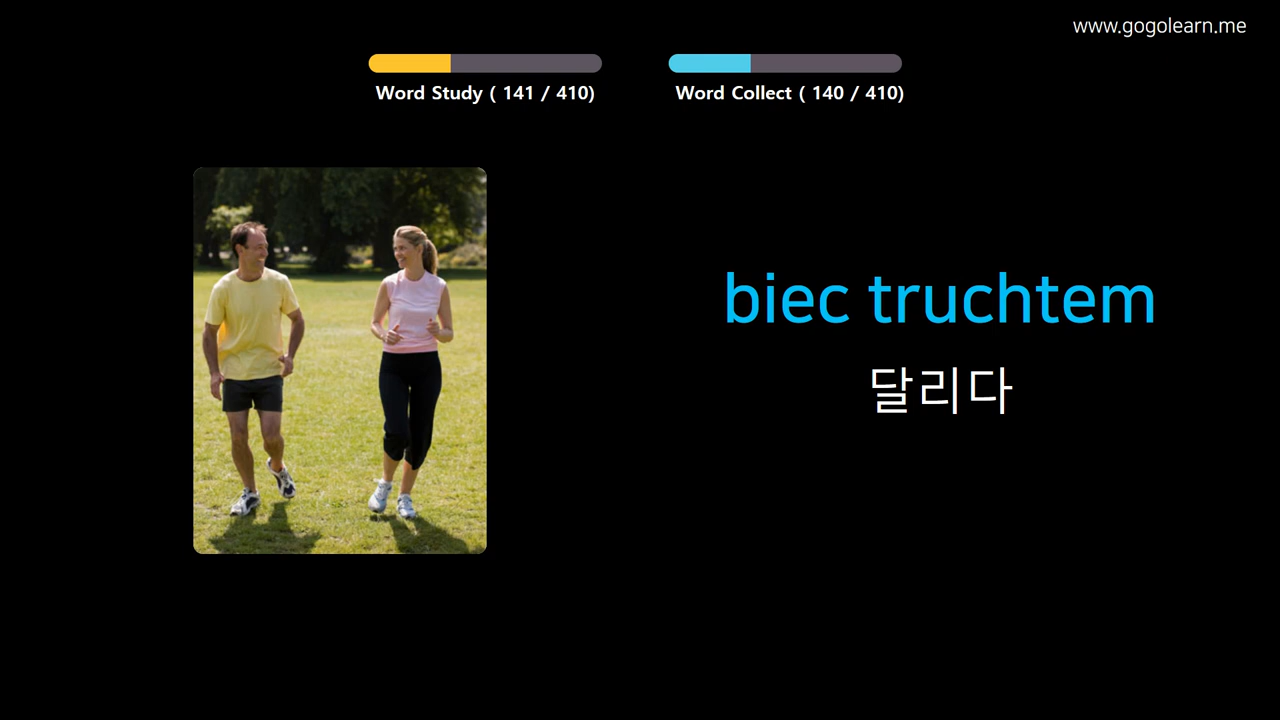 www.gogolearn.me
Word Study ( 141 / 410)
Word Collect ( 140 / 410)
biec truchtem
달리다